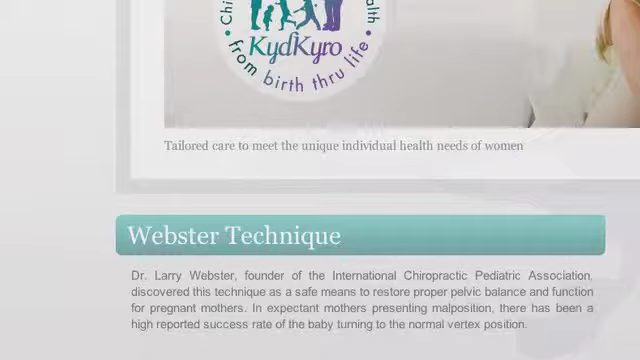 Chi
alth
KydKyro
• from birth thru life •
Tailored care to meet the unique individual health needs of women
Webster Technique
Dr. Larry Webster, founder of the International Chiropractic Pediatric Association,
discovered this technique as a safe means to restore proper pelvic balance and function
for pregnant mothers. In expectant mothers presenting malposition, there has been a
high reported success rate of the baby turning to the normal vertex position.